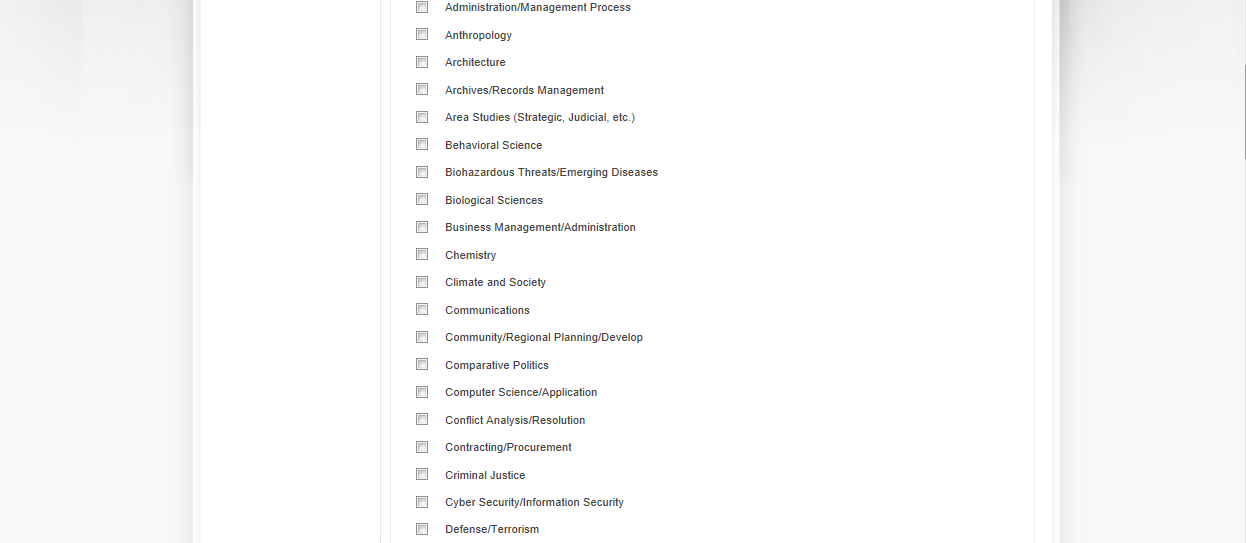 Administration/Management Process
Anthropology
Architecture
Archives/Records Management
Area Studies (Strategic, Judicial, etc.)
Behavioral Science
Biohazardous Threats/Emerging Diseases
Biological Sciences
Business Management/Administration
Chemistry
Climate and Society
Communications
Community/Regional Planning/Develop
Comparative Politics
Computer Science/Application
Conflict Analysis/Resolution
Contracting/Procurement
Criminal Justice
Cyber Security/Information Security
Defense/Terrorism